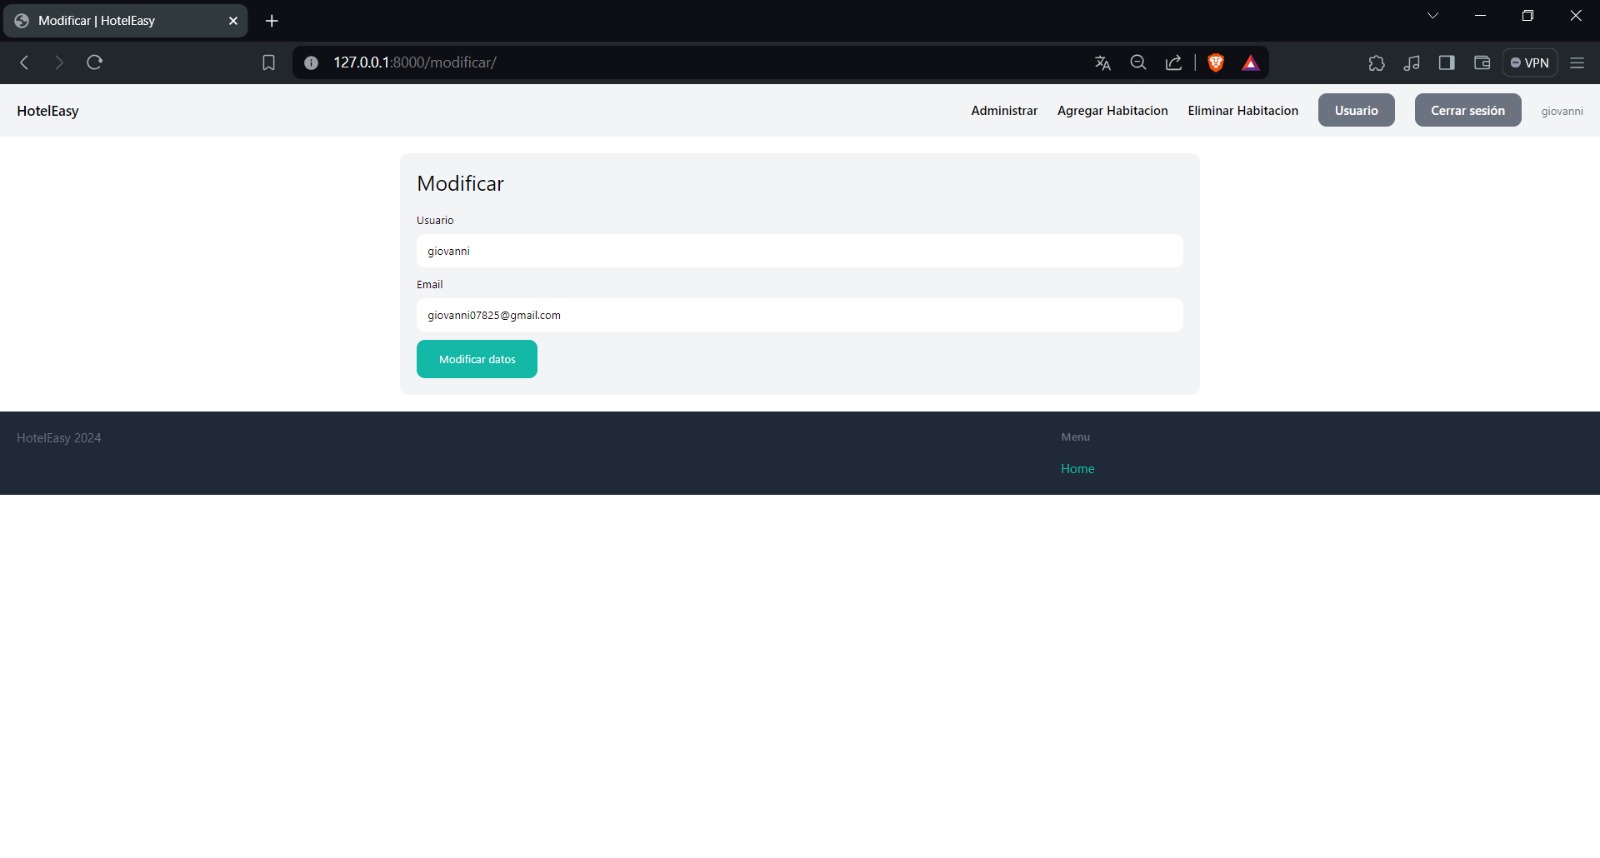 Modificar | HotelEasy
127.0.0.1:8000/modificar/
VPN
HotelEasy
Administrar
Agregar Habitacion
Eliminar Habitacion
Usuario
Cerrar sesión
giovanni
Modificar
Usuario
giovanni
Email
giovanni07825@gmail.com
Modificar datos
HotelEasy 2024
Menu
Home